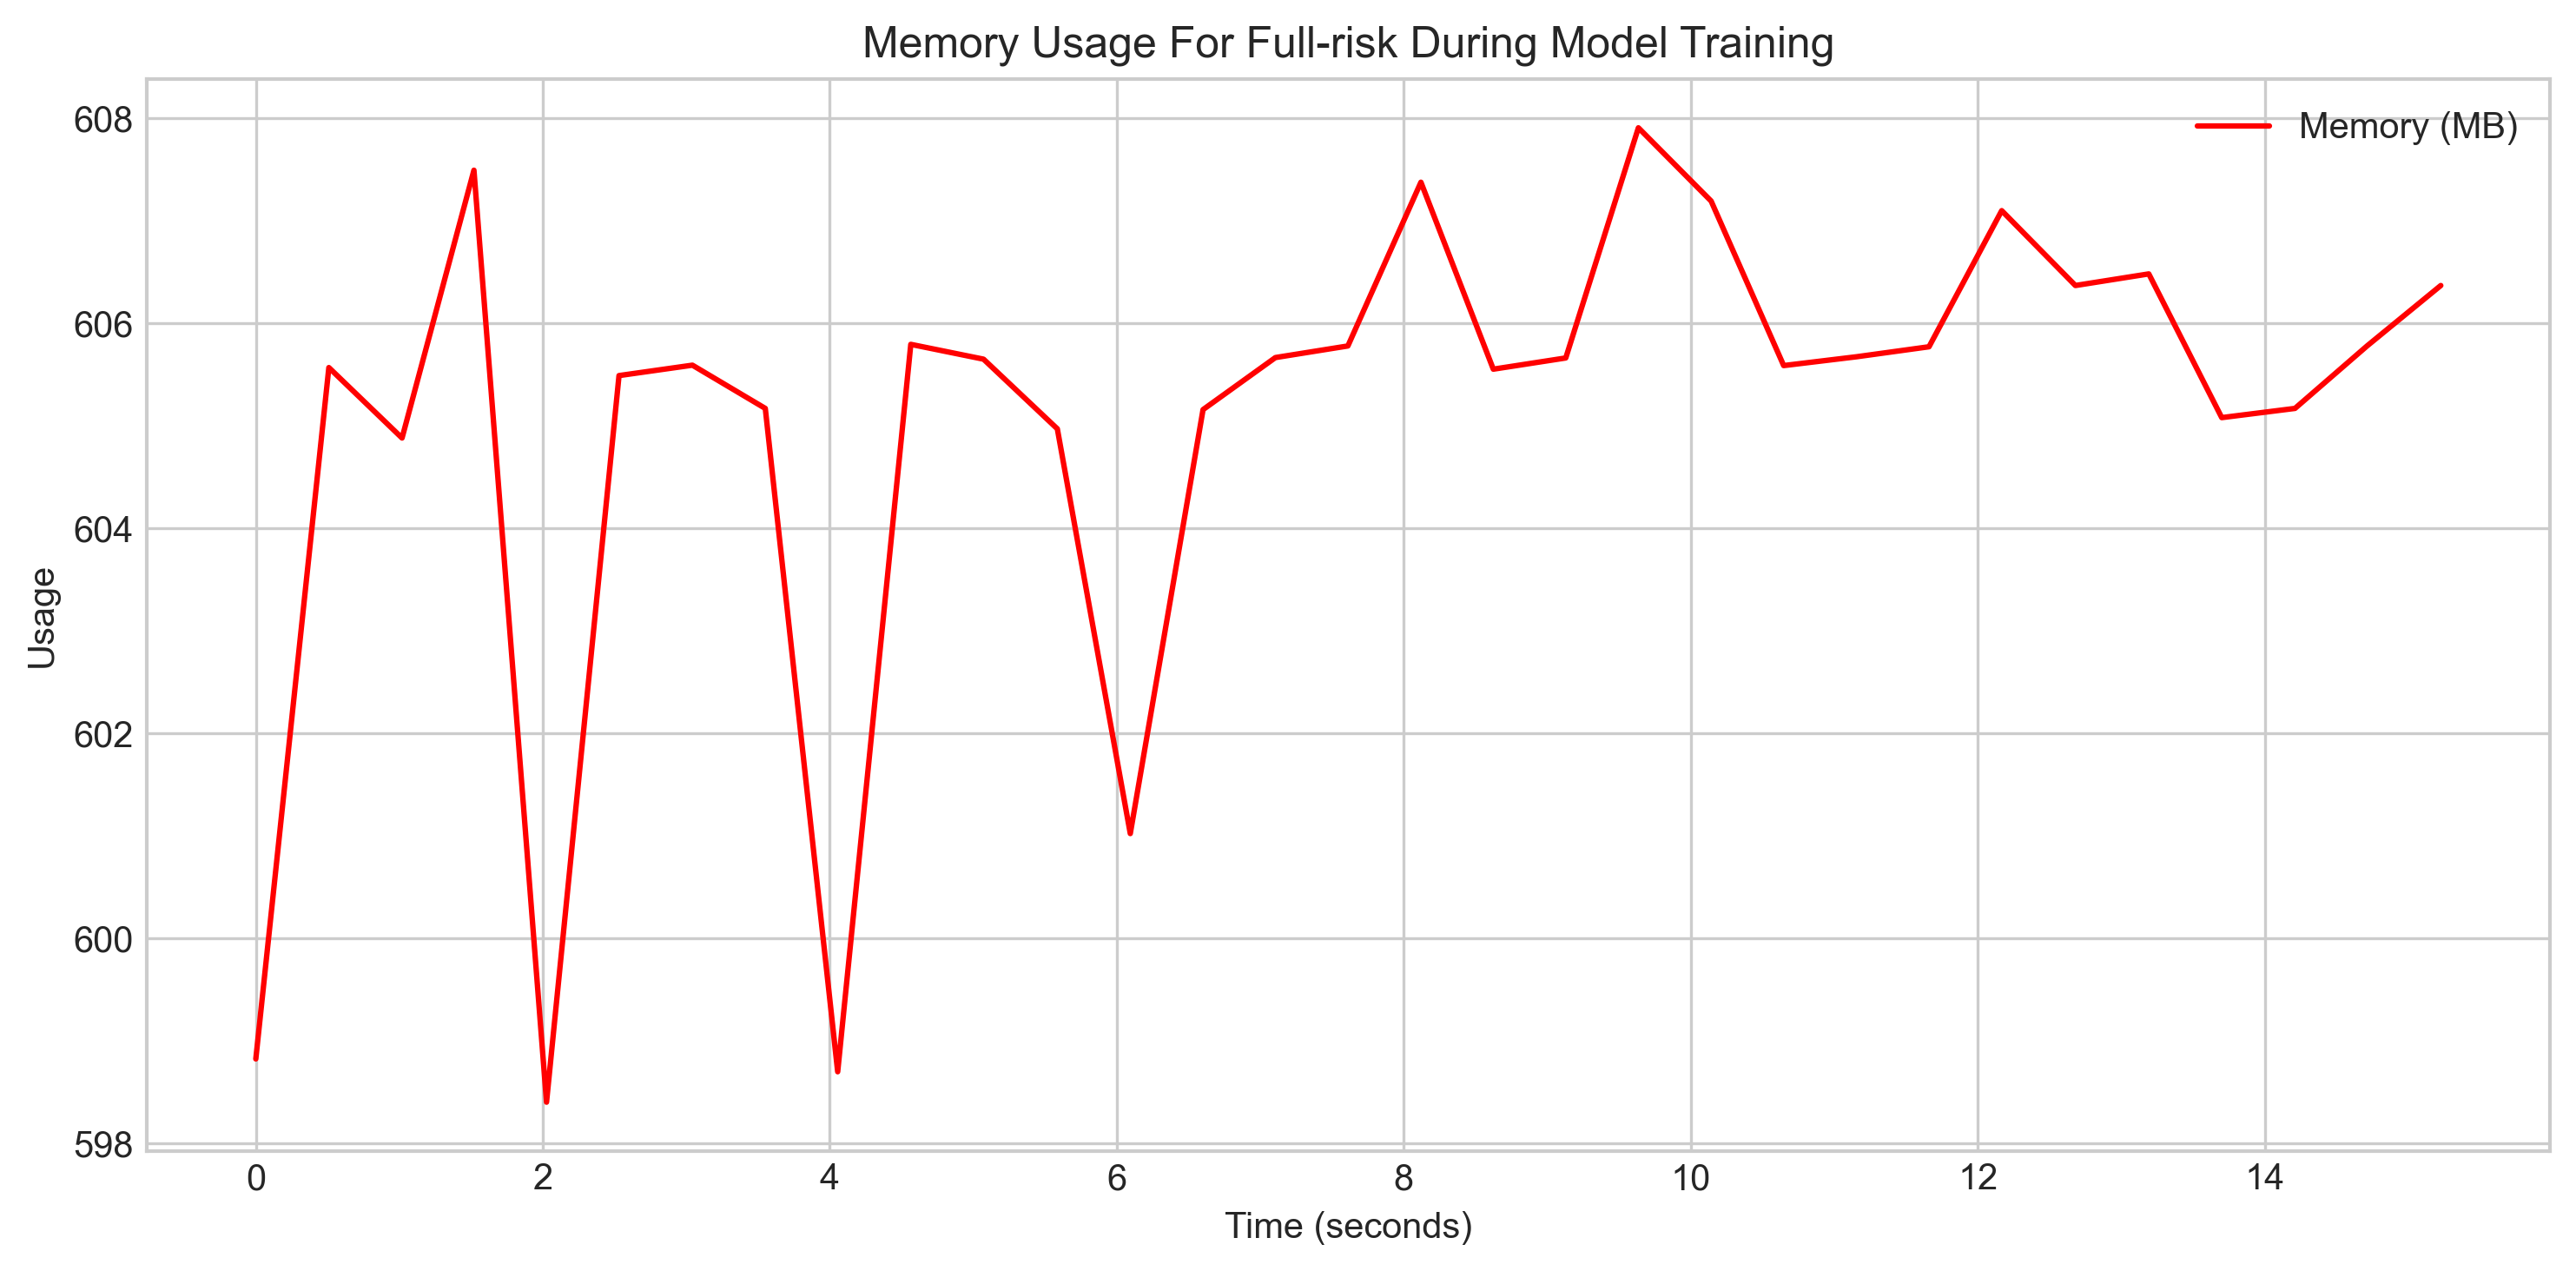 Memory Usage For Full-risk During Model Training
Memory (MB)
Usage
608
606
604
602
600
598
0 2 4 6 8 10 12 14
Time (seconds)